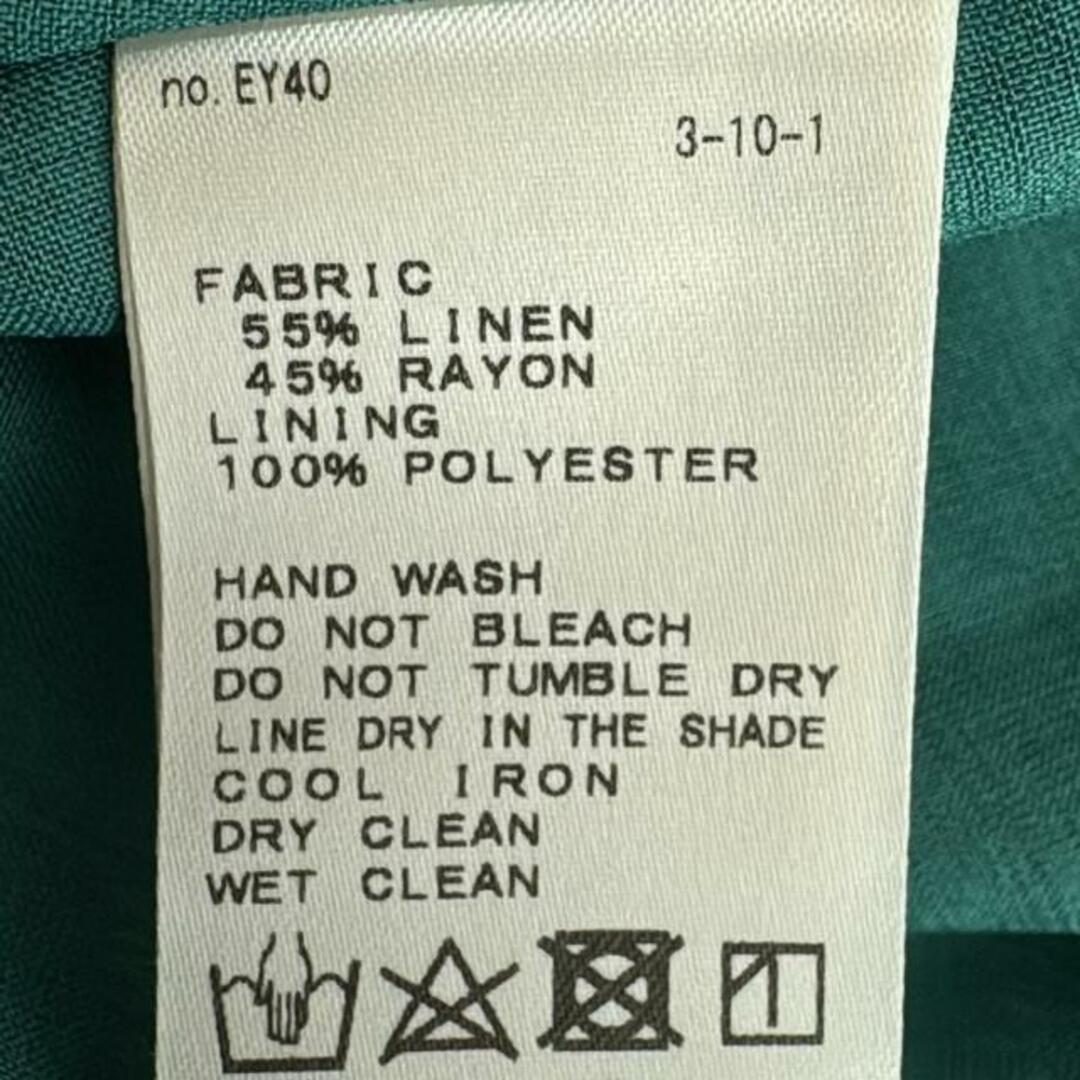 no. EY40
3-10-1
FABRIC
55% LINEN
45% RAYON
LINING
100% POLYESTER
HAND WASH
DO NOT BLEACH
DO NOT TUMBLE DRY
LINE DRY IN THE SHADE
COOL IRON
DRY CLEAN
WET CLEAN